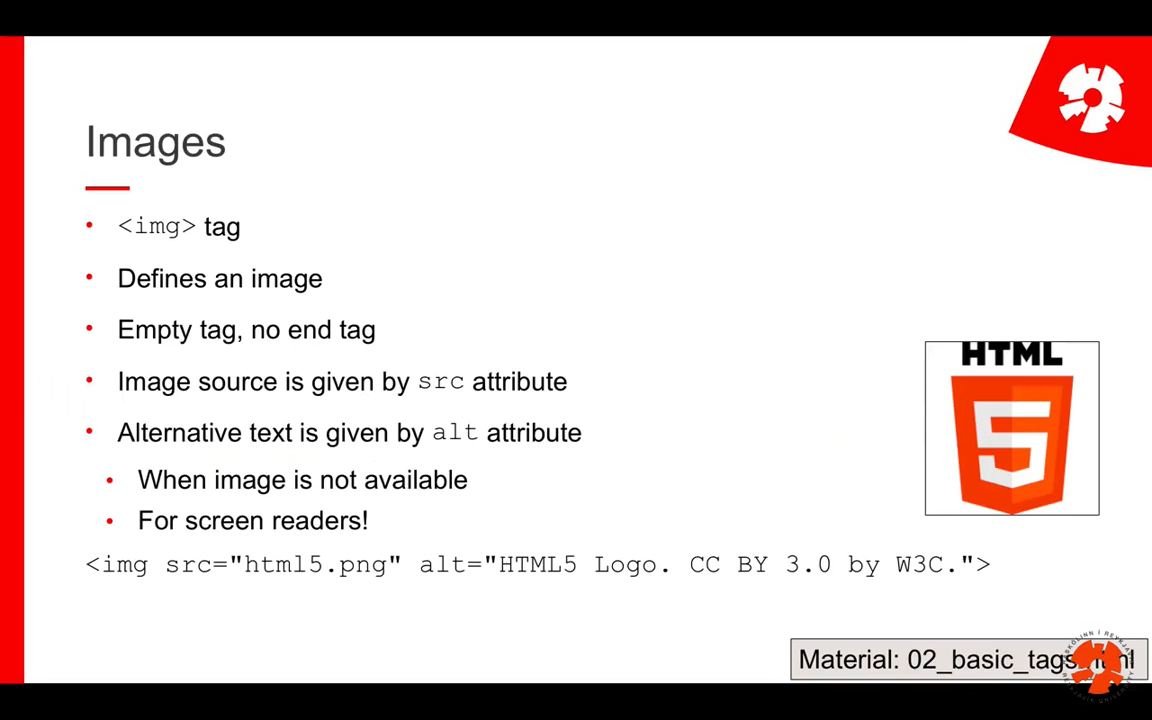 Images
<img> tag
Defines an image
Empty tag, no end tag
Image source is given by src attribute
HTML
5
Alternative text is given by alt attribute
When image is not available
For screen readers!
<img src="html5.png" alt="HTML5 Logo. CC BY 3.0 by W3C.">
Material: 02_basic_tags.html